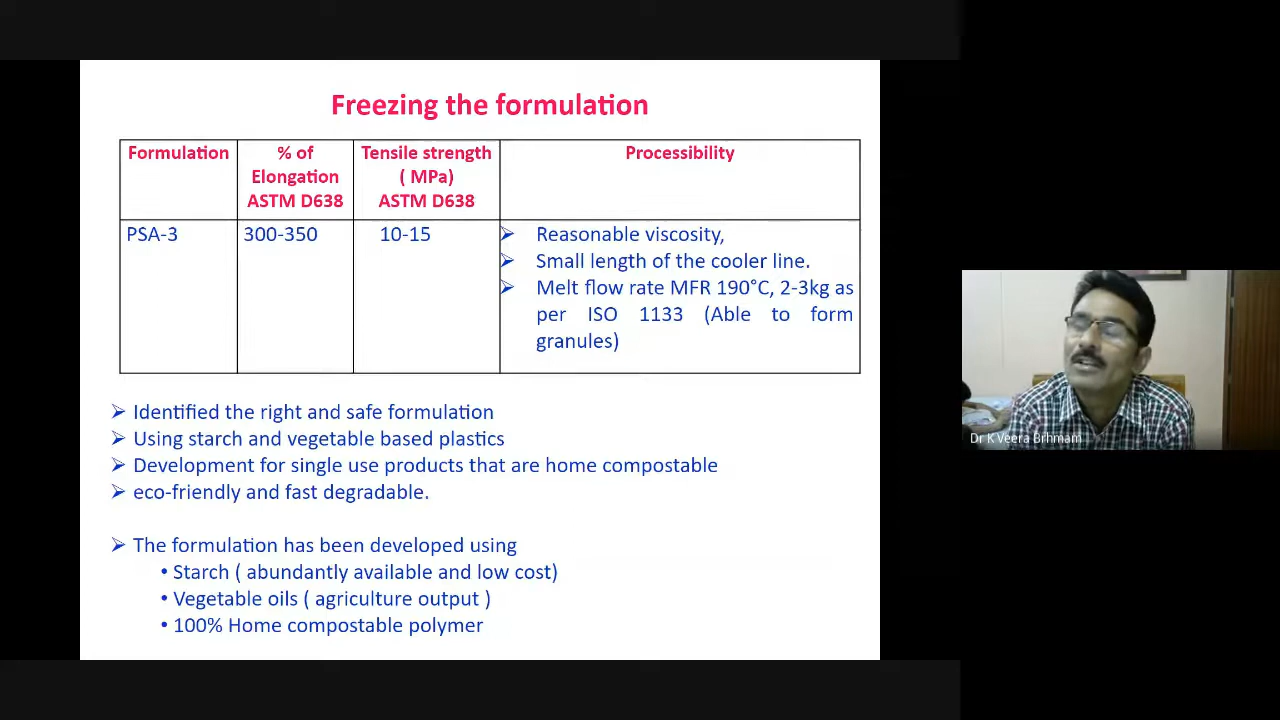 Freezing the formulation
Formulation
% of
Elongation
ASTM D638
Tensile strength
( MPa)
ASTM D638
Processibility
PSA-3
300-350
10-15
➢ Reasonable viscosity,
➢ Small length of the cooler line.
➢ Melt flow rate MFR 190°C, 2-3kg as
per ISO 1133 (Able to form
granules)
➢ Identified the right and safe formulation
➢ Using starch and vegetable based plastics
➢ Development for single use products that are home compostable
➢ eco-friendly and fast degradable.
➢ The formulation has been developed using
• Starch ( abundantly available and low cost)
• Vegetable oils ( agriculture output )
• 100% Home compostable polymer
Dr K Veera Brhmam